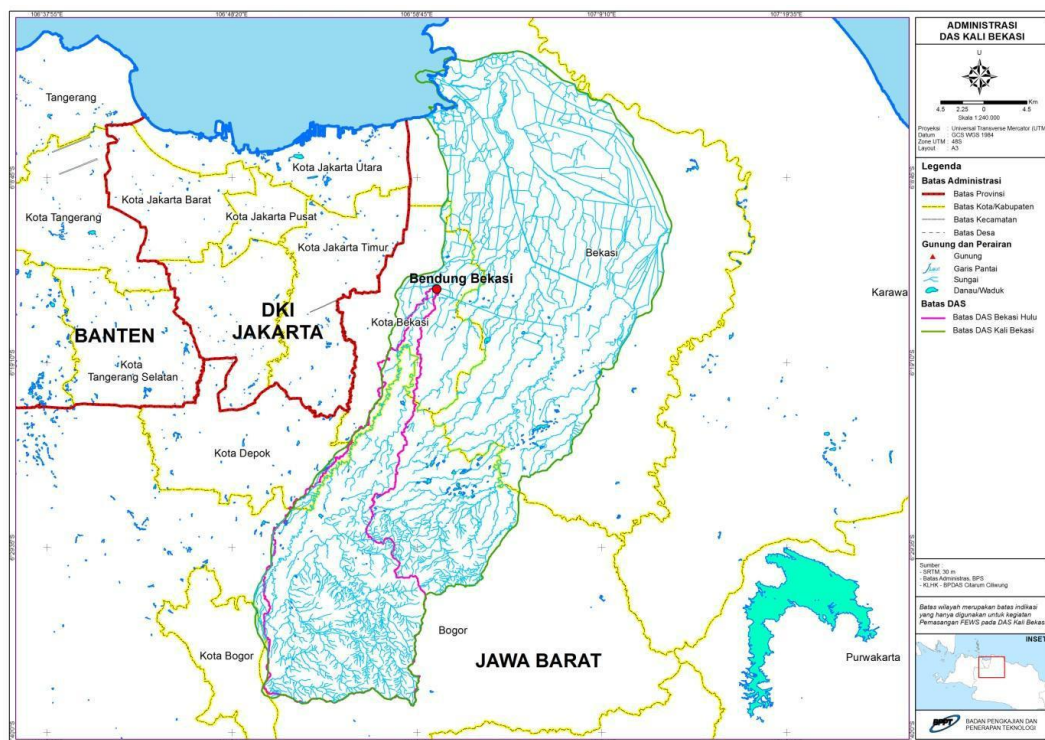 106°37'55"E
106°48'20"E
106°58'45"E
107°9'10"E
107°19'35"E
Tangerang
Kota Jakarta Utara
Kota Jakarta Barat
Kota Tangerang
Kota Jakarta Pusat
Kota Jakarta Timur
Bekasi
Bendung Bekasi
Karawa
DKI
JAKARTA
Kota Bekasi
BANTEN
Kota
Tangerang Selatan
Kota Depok
Bogor
Kota Bogor
JAWA BARAT
Purwakarta
ADMINISTRASI
DAS KALI BEKASI
U
4.5 2.25 0 4.5 Km
Skala 1:240.000
Proyeksi : Universal Transverse Mercator (UTM
Datum : GCS WGS 1984
Zone UTM : 48S
Layout : A3
Legenda
Batas Administrasi
Batas Provinsi
Batas Kota/Kabupaten
Batas Kecamatan
Batas Desa
Gunung dan Perairan
Gunung
Garis Pantai
Sungai
Danau/Waduk
Batas DAS
Batas DAS Bekasi Hulu
Batas DAS Kali Bekasi
Sumber :
- SRTM, 30 m
- Batas Administrasi, BPS
- KLHK - BPDAS Citarum Ciliwung
Batas wilayah merupakan batas indikasi
yang hanya digunakan untuk kegiatan
Pemasangan FEWS pada DAS Kali Bekas
INSET
BPPT
BADAN PENGKAJIAN DAN
PENERAPAN TEKNOLOGI